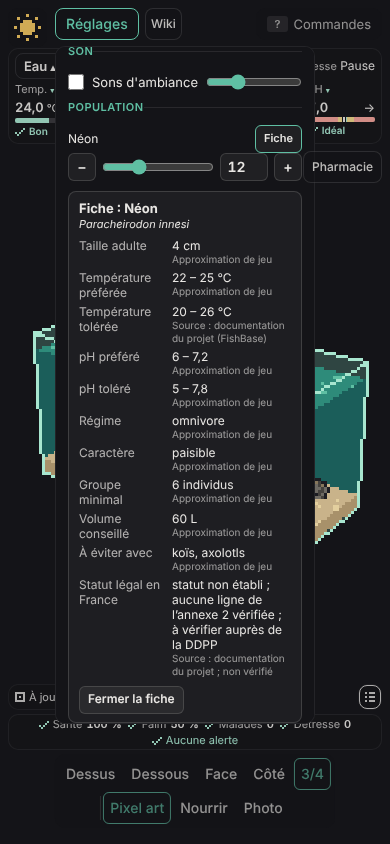 Réglages Wiki ? Commandes
SON
Eau esse Pause
Sons d'ambiance
Temp. H
24,0 °C ,0 →
POPULATION
Bon Idéal
Néon Fiche
− 12 + Pharmacie
Fiche : Néon
Paracheirodon innesi
Taille adulte 4 cm
Approximation de jeu
Température préférée 22 – 25 °C
Approximation de jeu
Température tolérée 20 – 26 °C
Source : documentation
du projet (FishBase)
pH préféré 6 – 7,2
Approximation de jeu
pH toléré 5 – 7,8
Approximation de jeu
Régime omnivore
Approximation de jeu
Caractère paisible
Approximation de jeu
Groupe minimal 6 individus
Approximation de jeu
Volume conseillé 60 L
Approximation de jeu
À éviter avec koïs, axolotls
Approximation de jeu
Statut légal en France statut non établi ;
aucune ligne de
l'annexe 2 vérifiée ;
à vérifier auprès de
la DDPP
Source : documentation
du projet ; non vérifié
Fermer la fiche
À jou
Santé 100 % Faim 50 % Malades 0 Détresse 0
Aucune alerte
Dessus Dessous Face Côté 3/4
Pixel art Nourrir Photo